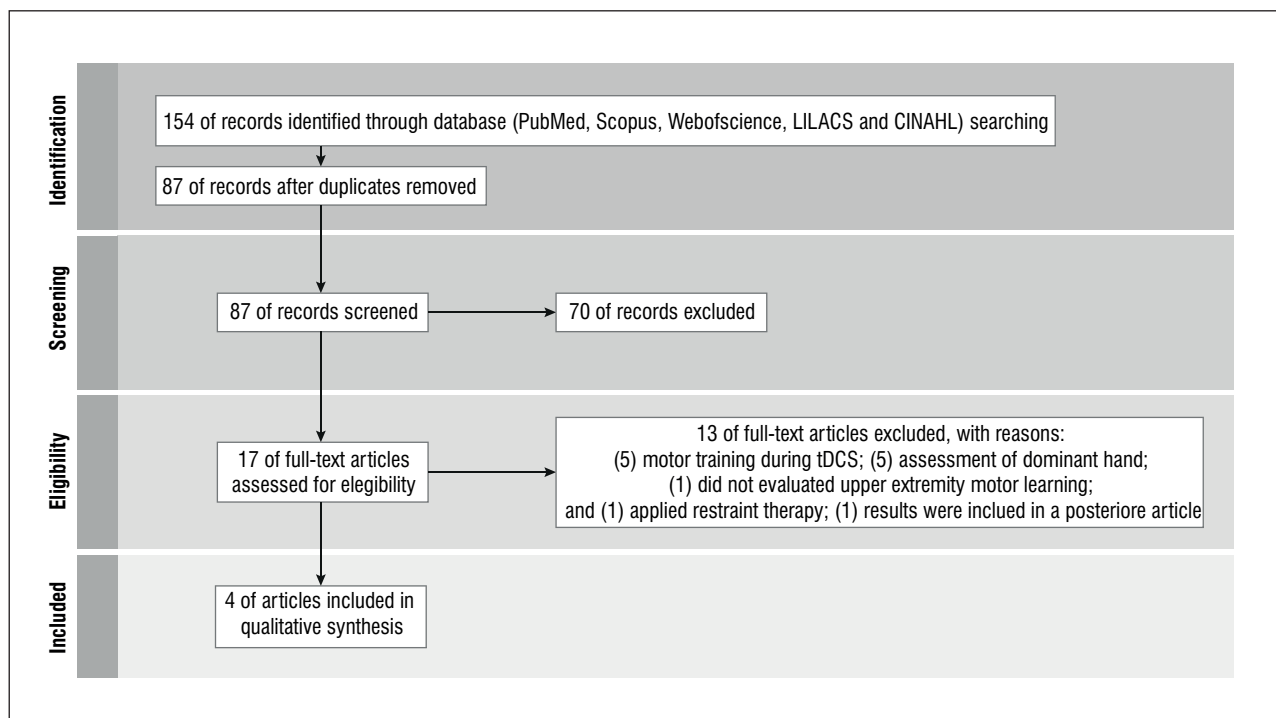 Identification
154 of records identified through database (PubMed, Scopus, Webofscience, LILACS and CINAHL) searching
87 of records after duplicates removed
Screening
87 of records screened
70 of records excluded
Eligibility
17 of full-text articles
assessed for elegibility
13 of full-text articles excluded, with reasons:
(5) motor training during tDCS; (5) assessment of dominant hand;
(1) did not evaluated upper extremity motor learning;
and (1) applied restraint therapy; (1) results were inclued in a posteriore article
Included
4 of articles included in
qualitative synthesis